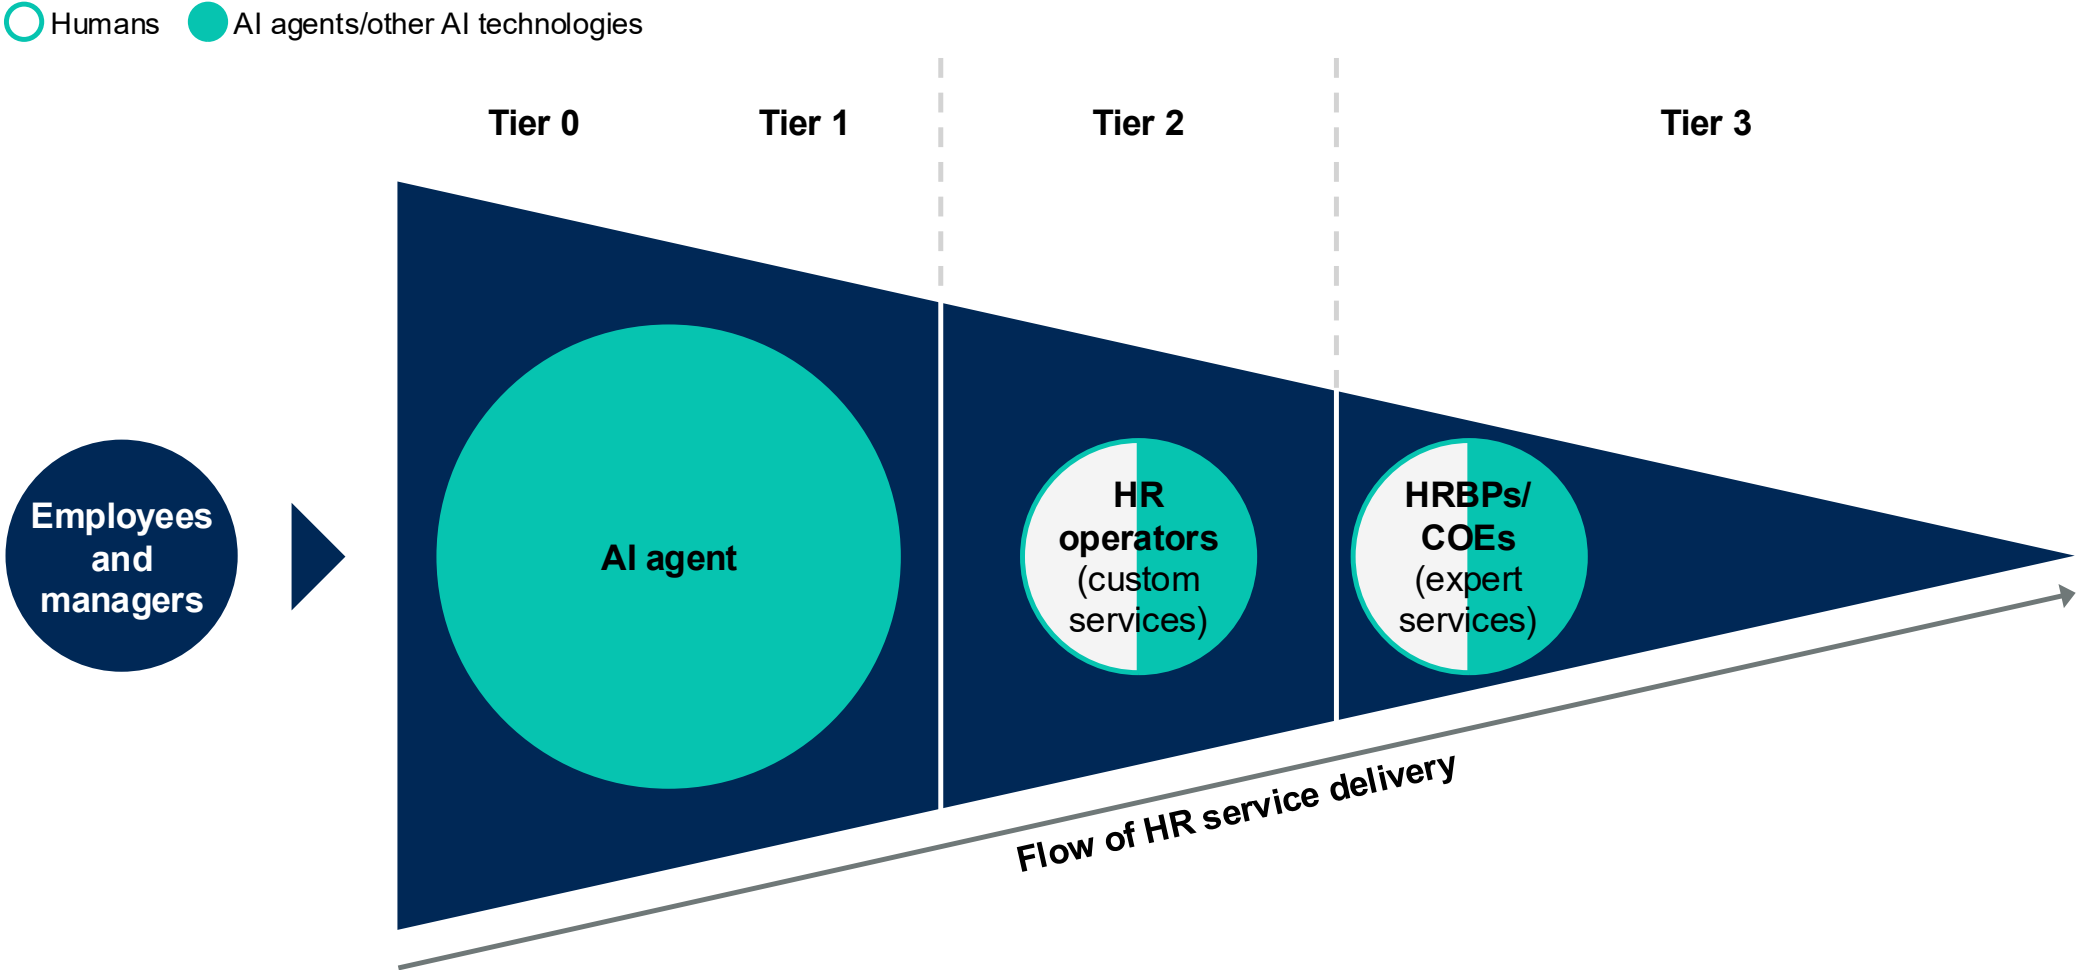 Humans
AI agents/other AI technologies
Tier 0
Tier 1
Tier 2
Tier 3
Employees
and
managers
AI agent
HR
operators
(custom
services)
HRBPs/
COEs
(expert
services)
Flow of HR service delivery